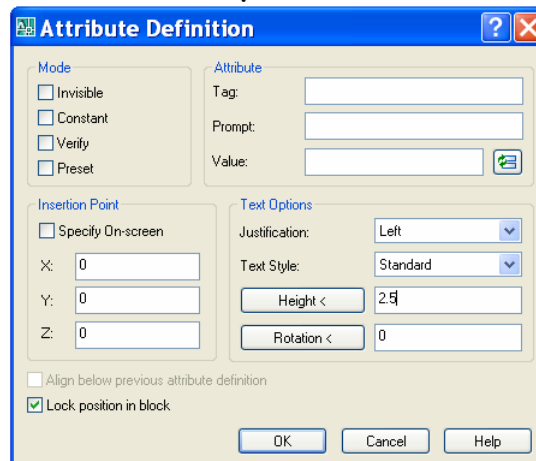 Attribute Definition
Mode
Invisible
Constant
Verify
Preset
Attribute
Tag:
Prompt:
Value:
Insertion Point
Specify On-screen
X: 0
Y: 0
Z: 0
Text Options
Justification: Left
Text Style: Standard
Height < 2.5
Rotation < 0
Align below previous attribute definition
Lock position in block
OK Cancel Help